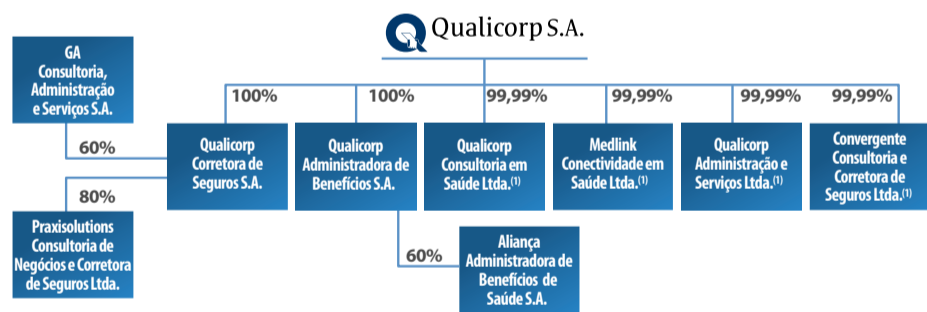 Qualicorp S.A.
GA
Consultoria,
Administração
e Serviços S.A.
100%
100%
99,99%
99,99%
99,99%
99,99%
60%
Qualicorp
Corretora de
Seguros S.A.
Qualicorp
Administradora de
Benefícios S.A.
Qualicorp
Consultoria em
Saúde Ltda.(1)
Medlink
Conectividade em
Saúde Ltda.(1)
Qualicorp
Administração e
Serviços Ltda.(1)
Convergente
Consultoria e
Corretora de
Seguros Ltda.(1)
80%
Praxisolutions
Consultoria de
Negócios e Corretora
de Seguros Ltda.
60%
Aliança
Administradora de
Benefícios de
Saúde S.A.